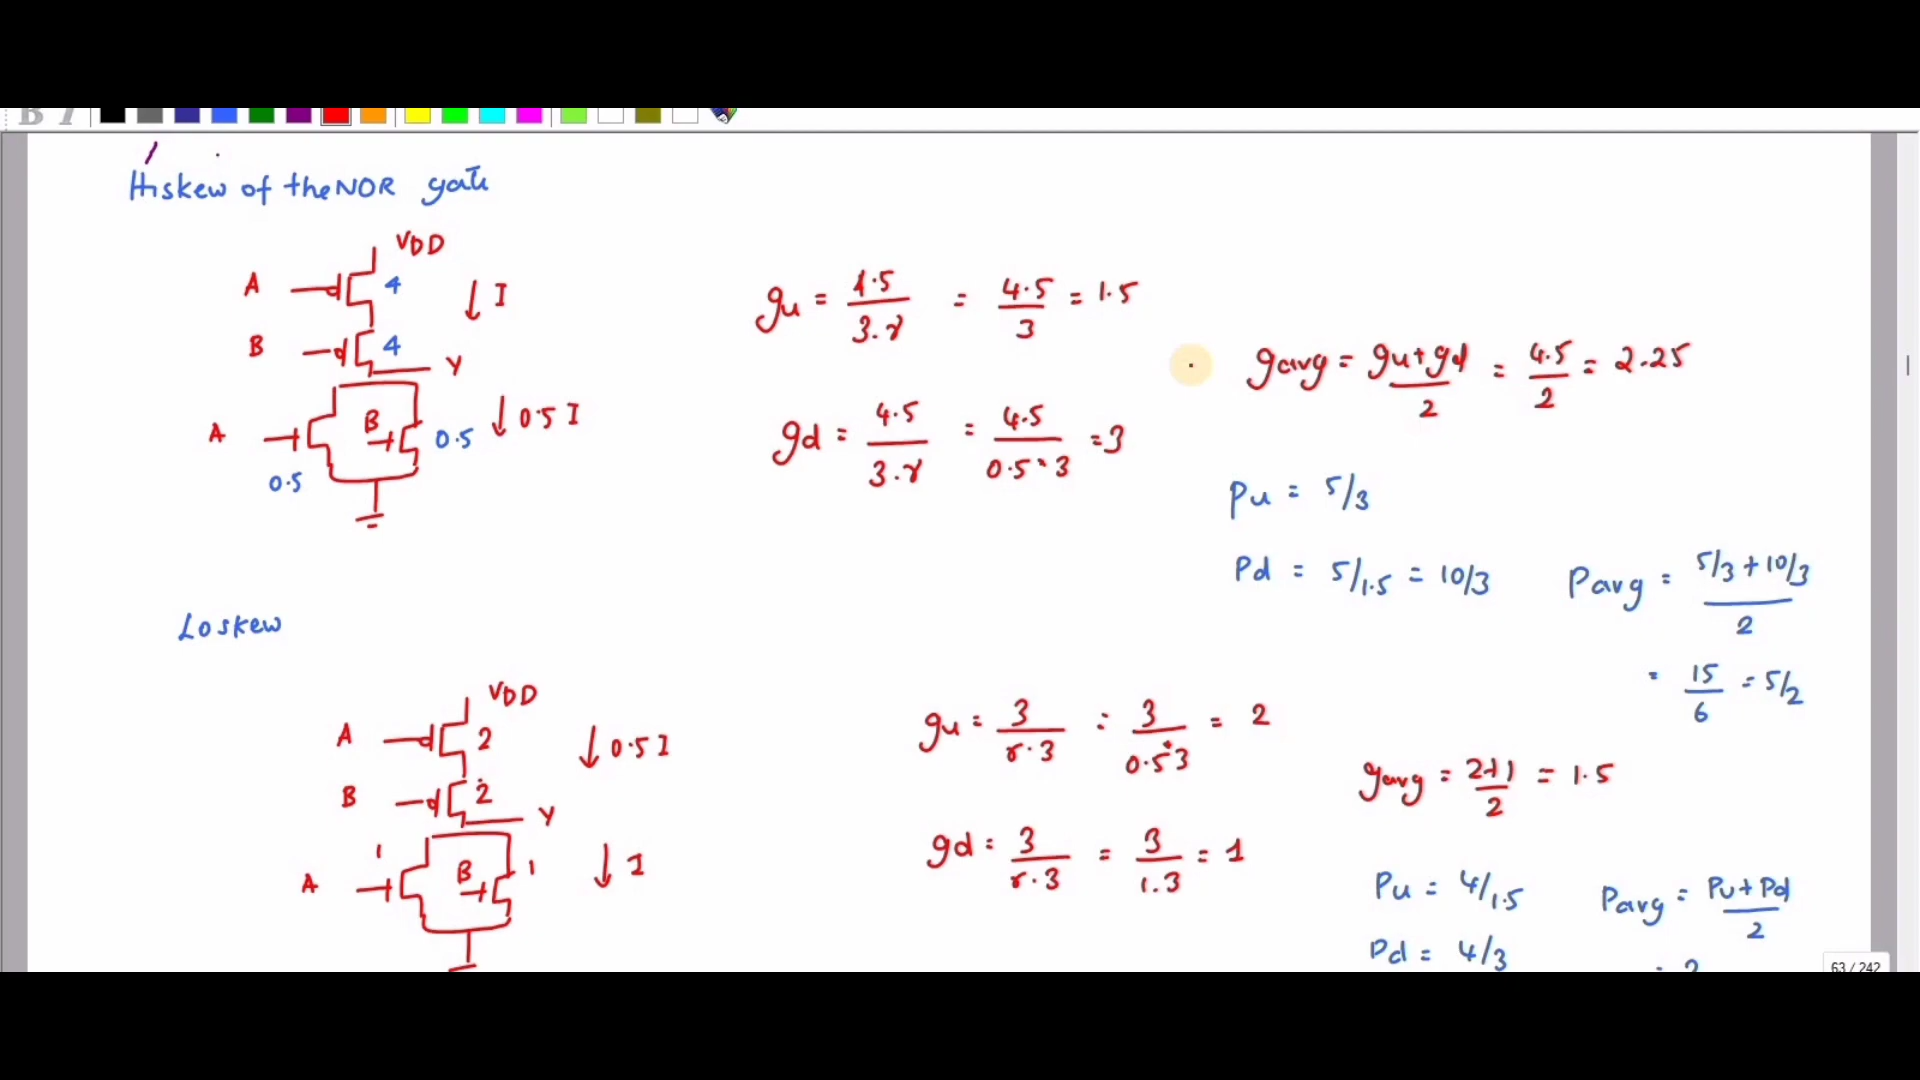 B I
Hiskew of the NOR gate
VDD
A 4 ↓ I
B 4
Y
A B 0.5 ↓ 0.5 I
0.5
gu = 4.5/3.r = 4.5/3 = 1.5
gd = 4.5/3.r = 4.5/0.5·3 = 3
gavg = gu+gd/2 = 4.5/2 = 2.25
Pu = 5/3
Pd = 5/1.5 = 10/3
Pavg = 5/3+10/3/2
= 15/6 = 5/2
Loskew
VDD
A 2 ↓ 0.5 I
B 2
Y
A 1 B 1 ↓ I
gu = 3/r.3 = 3/0.5·3 = 2
gd = 3/r.3 = 3/1.3 = 1
gavg = 2+1/2 = 1.5
Pu = 4/1.5
Pd = 4/3
Pavg = Pu+Pd/2
63 / 242